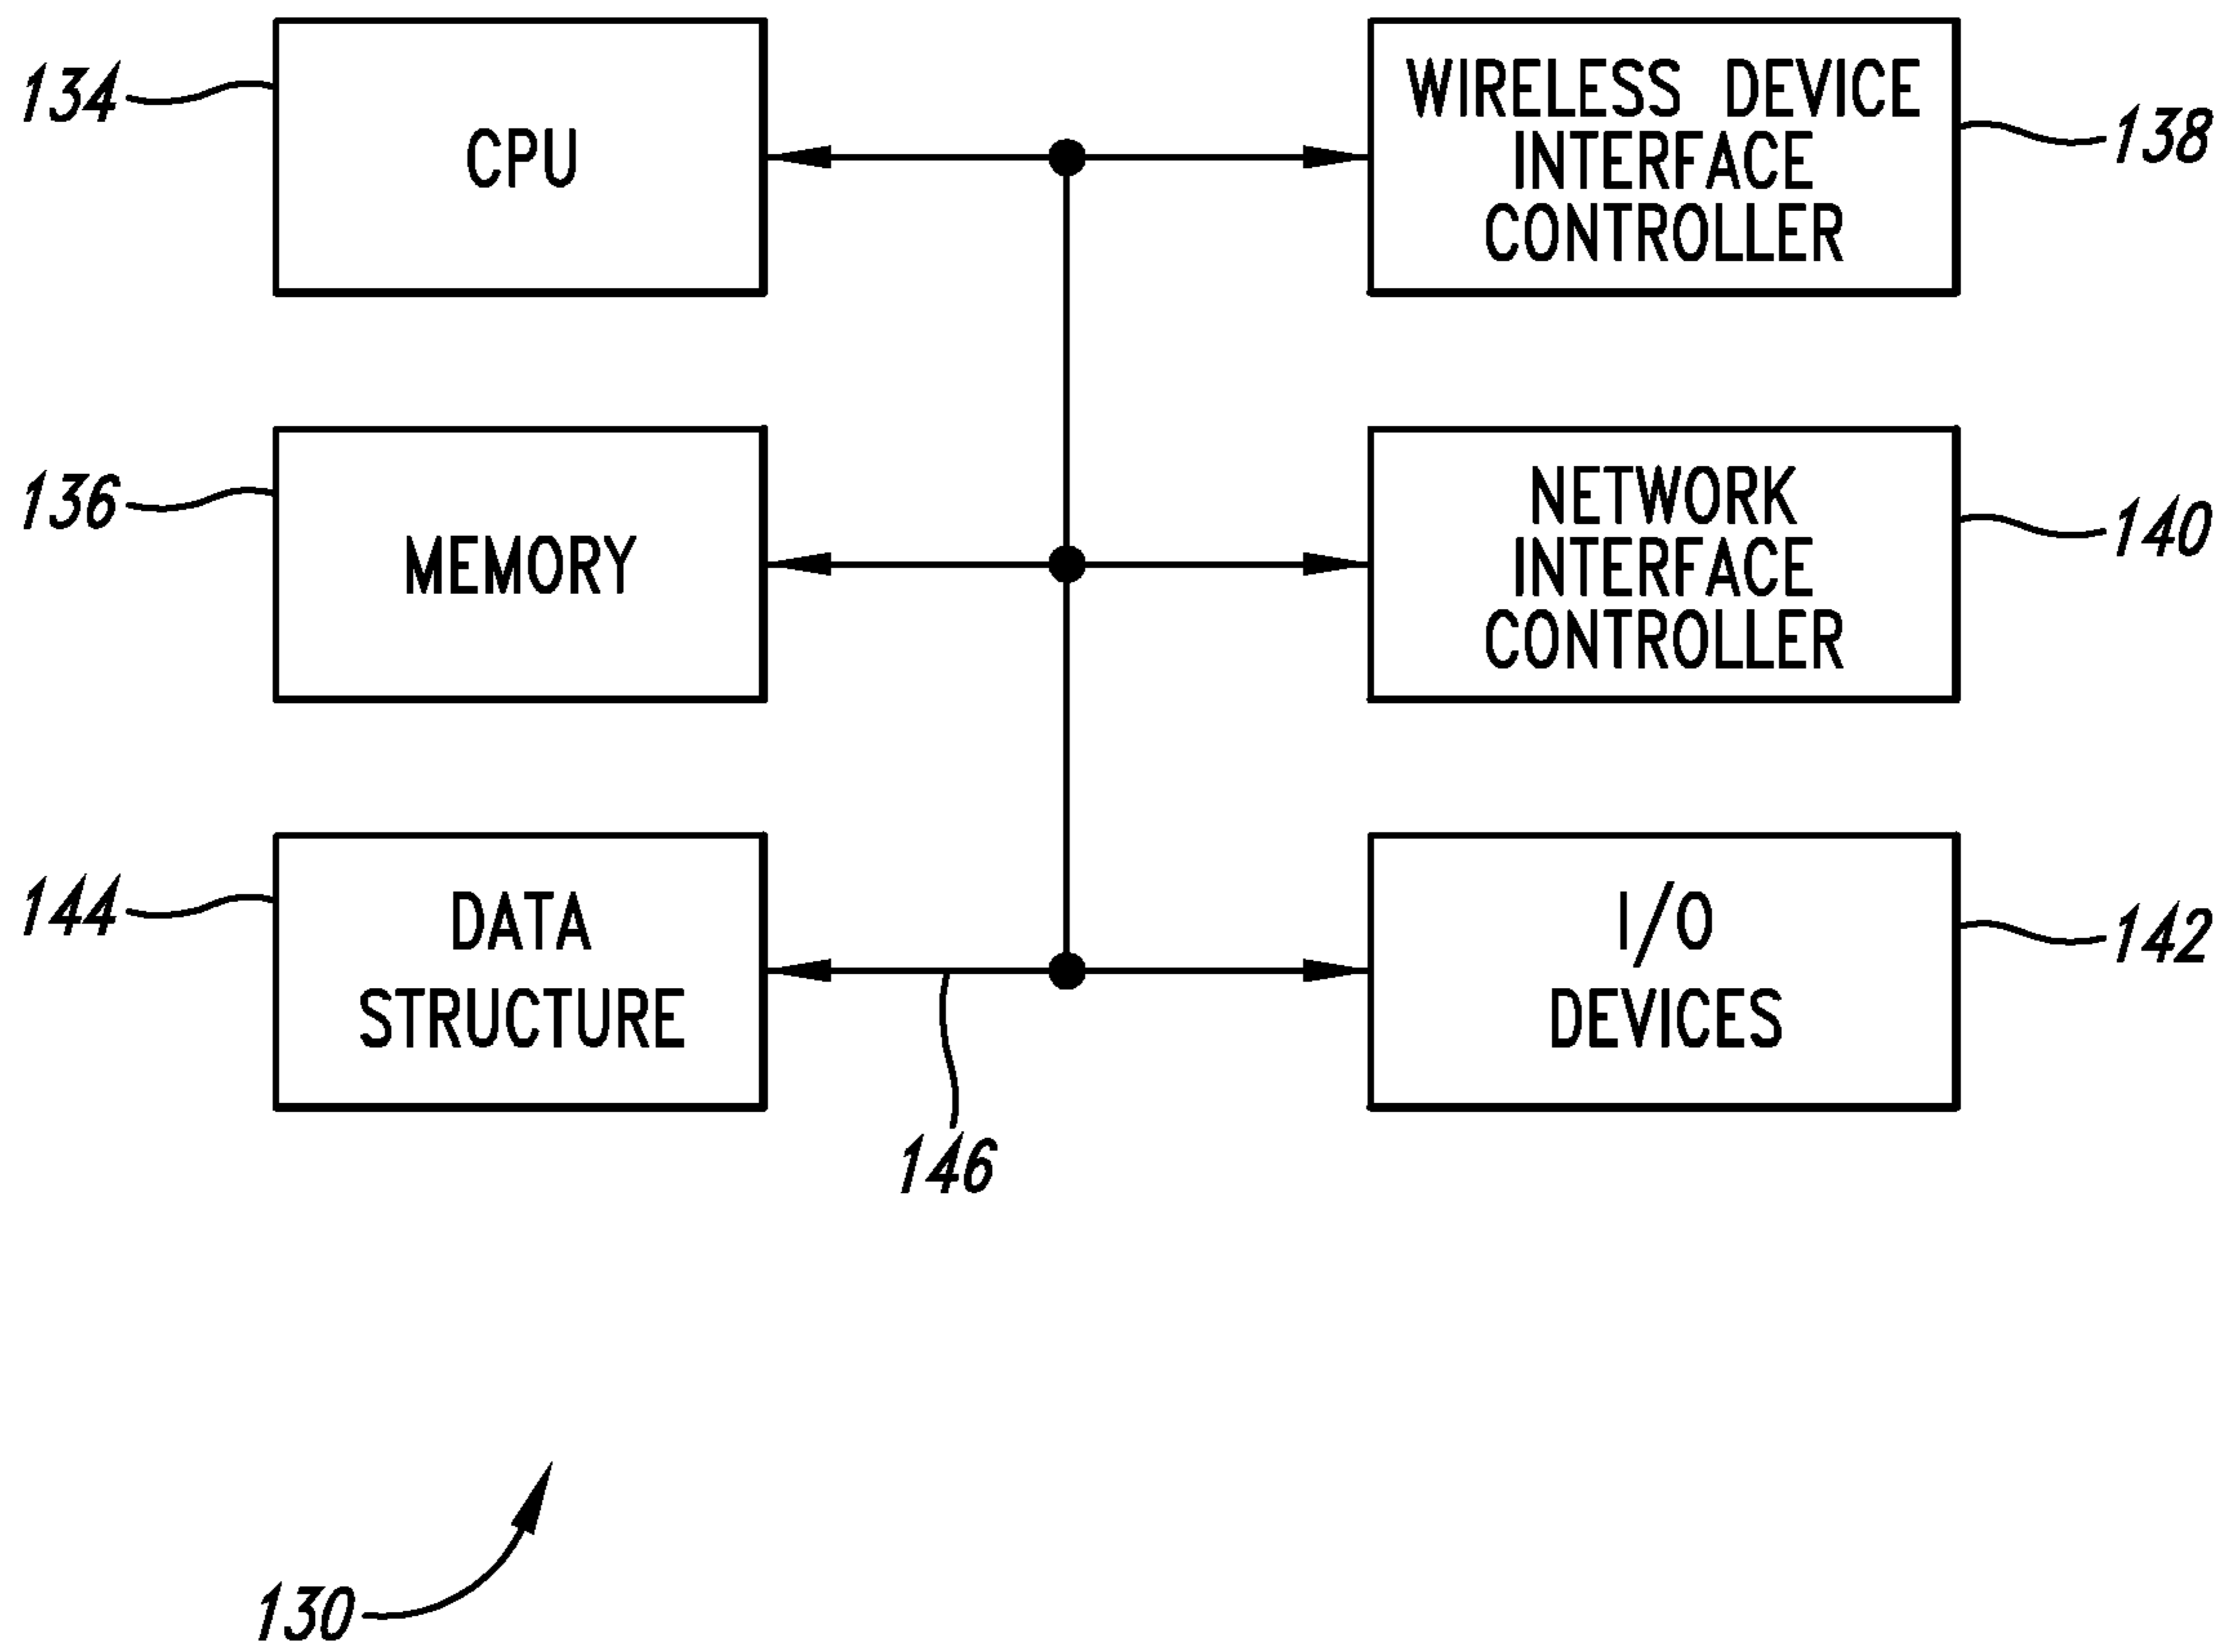 134
CPU
WIRELESS DEVICE
INTERFACE
CONTROLLER
138
136
MEMORY
NETWORK
INTERFACE
CONTROLLER
140
144
DATA
STRUCTURE
I/O
DEVICES
142
146
130